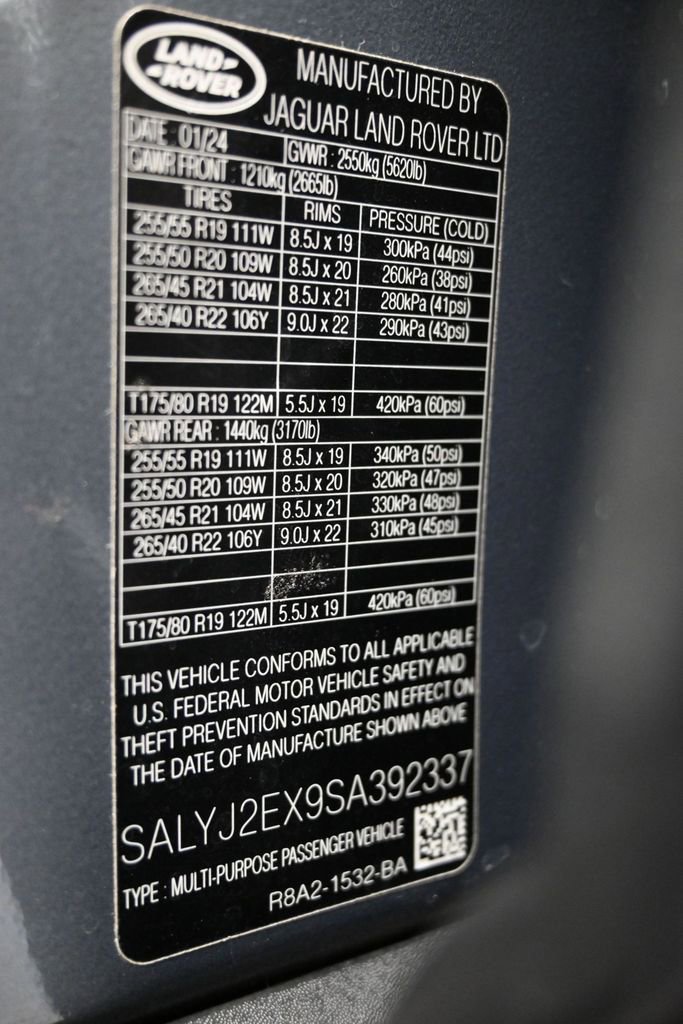 LAND-
-ROVER
MANUFACTURED BY
JAGUAR LAND ROVER LTD
DATE : 01/24 GVWR : 2550kg (5620lb)
GAWR FRONT : 1210kg (2665lb)
TIRES RIMS PRESSURE (COLD)
255/55 R19 111W 8.5J x 19 300kPa (44psi)
255/50 R20 109W 8.5J x 20 260kPa (38psi)
265/45 R21 104W 8.5J x 21 280kPa (41psi)
265/40 R22 106Y 9.0J x 22 290kPa (43psi)
T175/80 R19 122M 5.5J x 19 420kPa (60psi)
GAWR REAR : 1440kg (3170lb)
255/55 R19 111W 8.5J x 19 340kPa (50psi)
255/50 R20 109W 8.5J x 20 320kPa (47psi)
265/45 R21 104W 8.5J x 21 330kPa (48psi)
265/40 R22 106Y 9.0J x 22 310kPa (45psi)
T175/80 R19 122M 5.5J x 19 420kPa (60psi)
THIS VEHICLE CONFORMS TO ALL APPLICABLE
U.S. FEDERAL MOTOR VEHICLE SAFETY AND
THEFT PREVENTION STANDARDS IN EFFECT ON
THE DATE OF MANUFACTURE SHOWN ABOVE
SALYJ2EX9SA392337
TYPE : MULTI-PURPOSE PASSENGER VEHICLE
R8A2-1532-BA